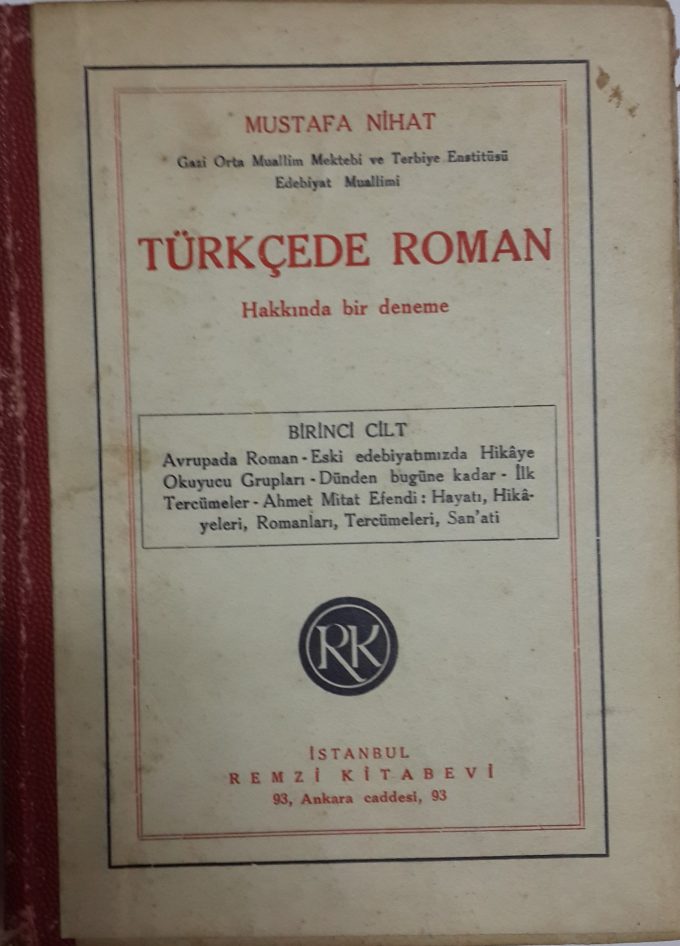 MUSTAFA NİHAT
Gazi Orta Muallim Mektebi ve Terbiye Enstitüsü
Edebiyat Muallimi
TÜRKÇEDE ROMAN
Hakkında bir deneme
BİRİNCİ CİLT
Avrupada Roman - Eski edebiyatımızda Hikâye
Okuyucu Grupları - Dünden bugüne kadar - İlk
Tercümeler - Ahmet Mitat Efendi : Hayatı, Hikâ-
yeleri, Romanları, Tercümeleri, San'ati
RK
İSTANBUL
REMZİ KİTABEVİ
93, Ankara caddesi, 93